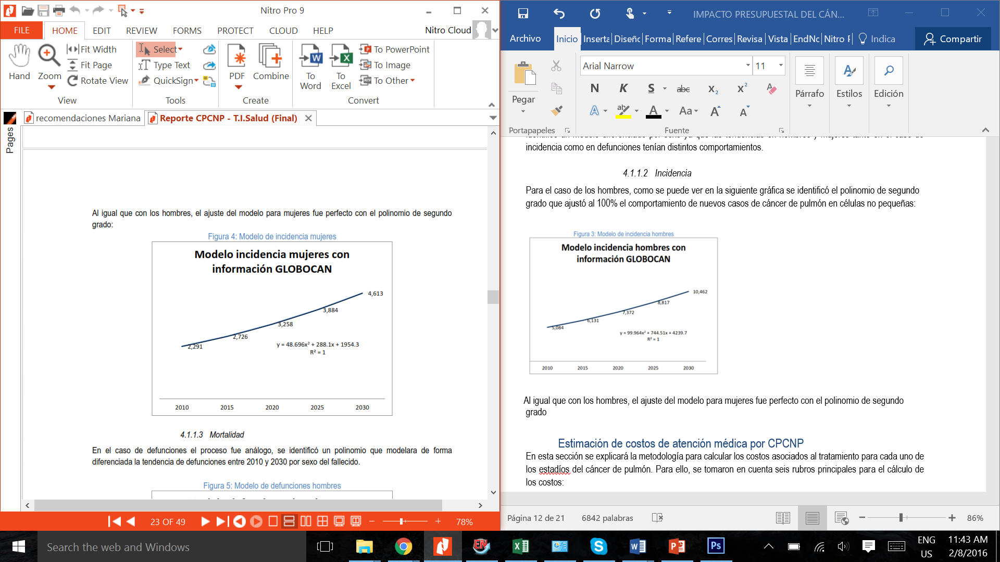 Nitro Pro 9
FILE HOME EDIT REVIEW FORMS PROTECT CLOUD HELP
Nitro Cloud
Hand
Zoom
Fit Width
Fit Page
Rotate View
View
Select
Type Text
QuickSign
Tools
PDF
Combine
Create
To Word
To Excel
To PowerPoint
To Image
To Other
Convert
recomendaciones Mariana
Reporte CPCNP - T.I.Salud (Final)
Pages
Al igual que con los hombres, el ajuste del modelo para mujeres fue perfecto con el polinomio de segundo
grado:
Figura 4: Modelo de incidencia mujeres
Modelo incidencia mujeres con
información GLOBOCAN
4,613
3,884
3,258
2,726
2,291
y = 48.696x² + 288.1x + 1954.3
R² = 1
2010 2015 2020 2025 2030
4.1.1.3 Mortalidad
En el caso de defunciones el proceso fue análogo, se identificó un polinomio que modelara de forma
diferenciada la tendencia de defunciones entre 2010 y 2030 por sexo del fallecido.
Figura 5: Modelo de defunciones hombres
23 OF 49
78%
IMPACTO PRESUPUESTAL DEL CÁN...
Archivo Inicio Inserta Diseño Forma Refere Corres Revisa Vista EndNo Nitro P Indica Compartir
Pegar
Portapapeles
Arial Narrow 11
N K S abc x₂ x²
A ab A Aa A A
Fuente
Párrafo
Estilos
Edición
incidencia como en defunciones tenían distintos comportamientos.
4.1.1.2 Incidencia
Para el caso de los hombres, como se puede ver en la siguiente gráfica se identificó el polinomio de segundo
grado que ajustó al 100% el comportamiento de nuevos casos de cáncer de pulmón en células no pequeñas:
Figura 3: Modelo de incidencia hombres
Modelo incidencia hombres con
información GLOBOCAN
10,462
8,817
7,372
6,131
5,084
y = 99.964x² + 744.51x + 4239.7
R² = 1
2010 2015 2020 2025 2030
Al igual que con los hombres, el ajuste del modelo para mujeres fue perfecto con el polinomio de segundo
grado
Estimación de costos de atención médica por CPCNP
En esta sección se explicará la metodología para calcular los costos asociados al tratamiento para cada uno de
los estadíos del cáncer de pulmón. Para ello, se tomaron en cuenta seis rubros principales para el cálculo de
los costos:
Página 12 de 21 6842 palabras
86%
Search the web and Windows
EN
Ps
ENG
US
11:43 AM
2/8/2016